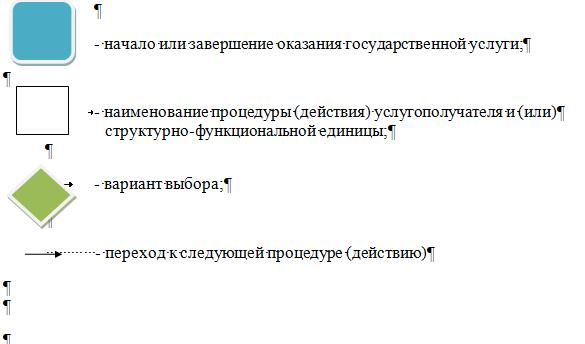 - начало или завершение оказания государственной услуги;
- наименование процедуры (действия) услугополучателя и (или)
структурно-функциональной единицы;
- вариант выбора;
- переход к следующей процедуре (действию)